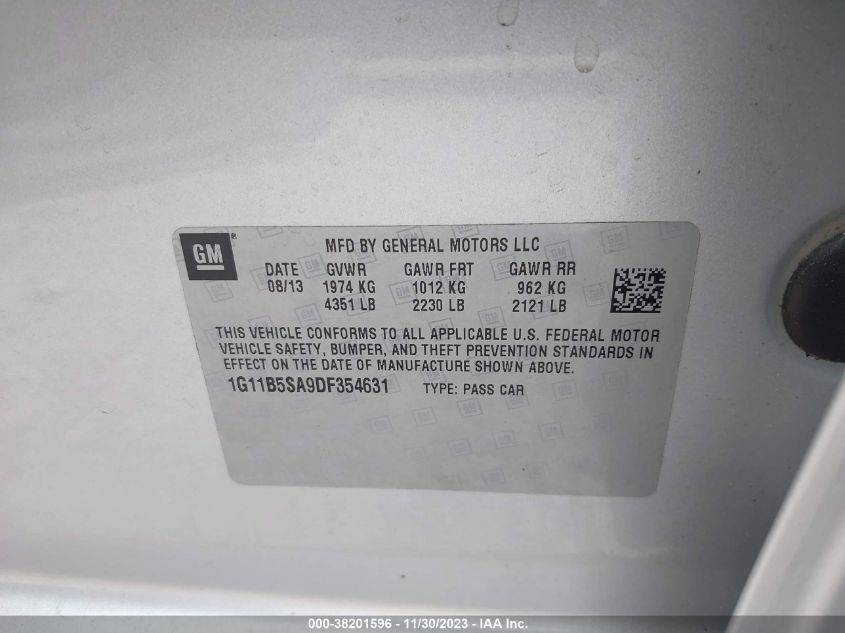 GM ®
MFD BY GENERAL MOTORS LLC
DATE GVWR GAWR FRT GAWR RR
08/13 1974 KG 1012 KG 962 KG
4351 LB 2230 LB 2121 LB
THIS VEHICLE CONFORMS TO ALL APPLICABLE U.S. FEDERAL MOTOR
VEHICLE SAFETY, BUMPER, AND THEFT PREVENTION STANDARDS IN
EFFECT ON THE DATE OF MANUFACTURE SHOWN ABOVE.
1G11B5SA9DF354631 TYPE: PASS CAR
000-38201596 - 11/30/2023 - IAA Inc.